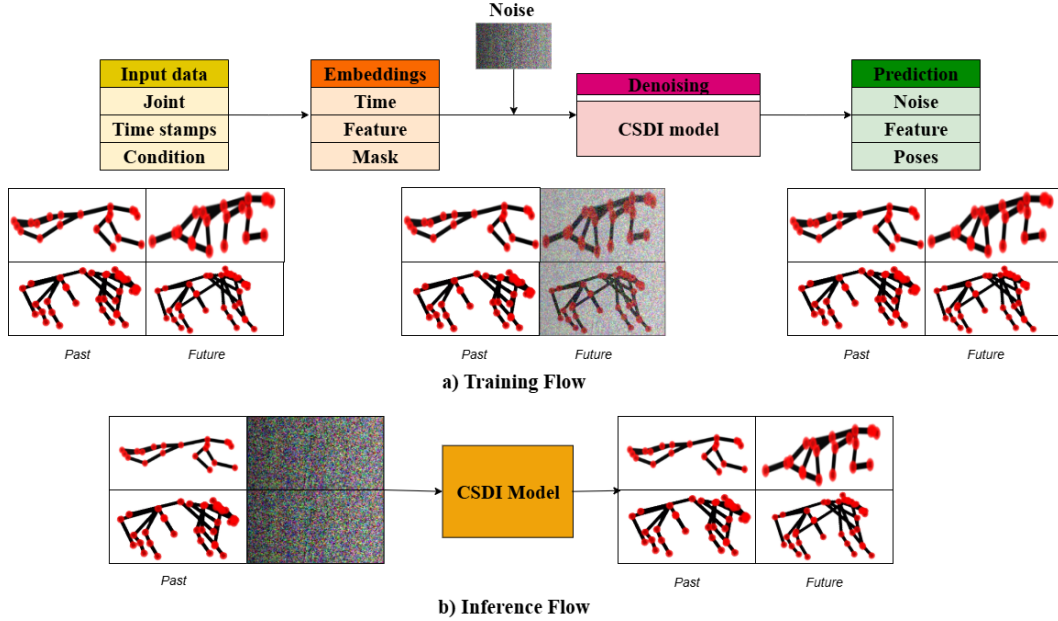 Noise
Input data
Joint
Time stamps
Condition
Embeddings
Time
Feature
Mask
Denoising
CSDI model
Prediction
Noise
Feature
Poses
Past
Future
Past
Future
Past
Future
a) Training Flow
CSDI Model
Past
Past
Future
b) Inference Flow